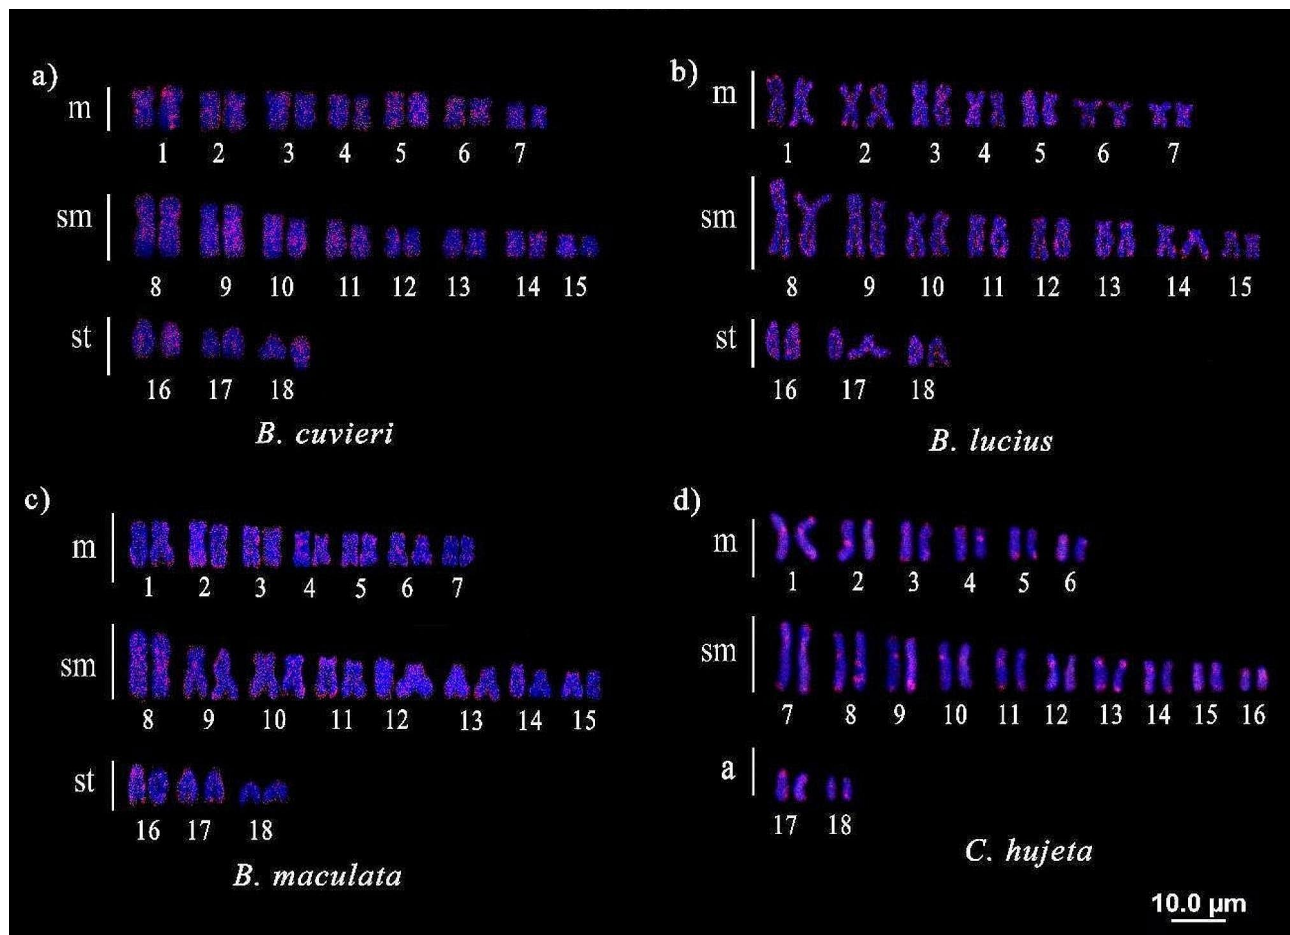 a)
m
1 2 3 4 5 6 7
sm
8 9 10 11 12 13 14 15
st
16 17 18
B. cuvieri
b)
m
1 2 3 4 5 6 7
sm
8 9 10 11 12 13 14 15
st
16 17 18
B. lucius
c)
m
1 2 3 4 5 6 7
sm
8 9 10 11 12 13 14 15
st
16 17 18
B. maculata
d)
m
1 2 3 4 5 6
sm
7 8 9 10 11 12 13 14 15 16
a
17 18
C. hujeta
10.0 µm